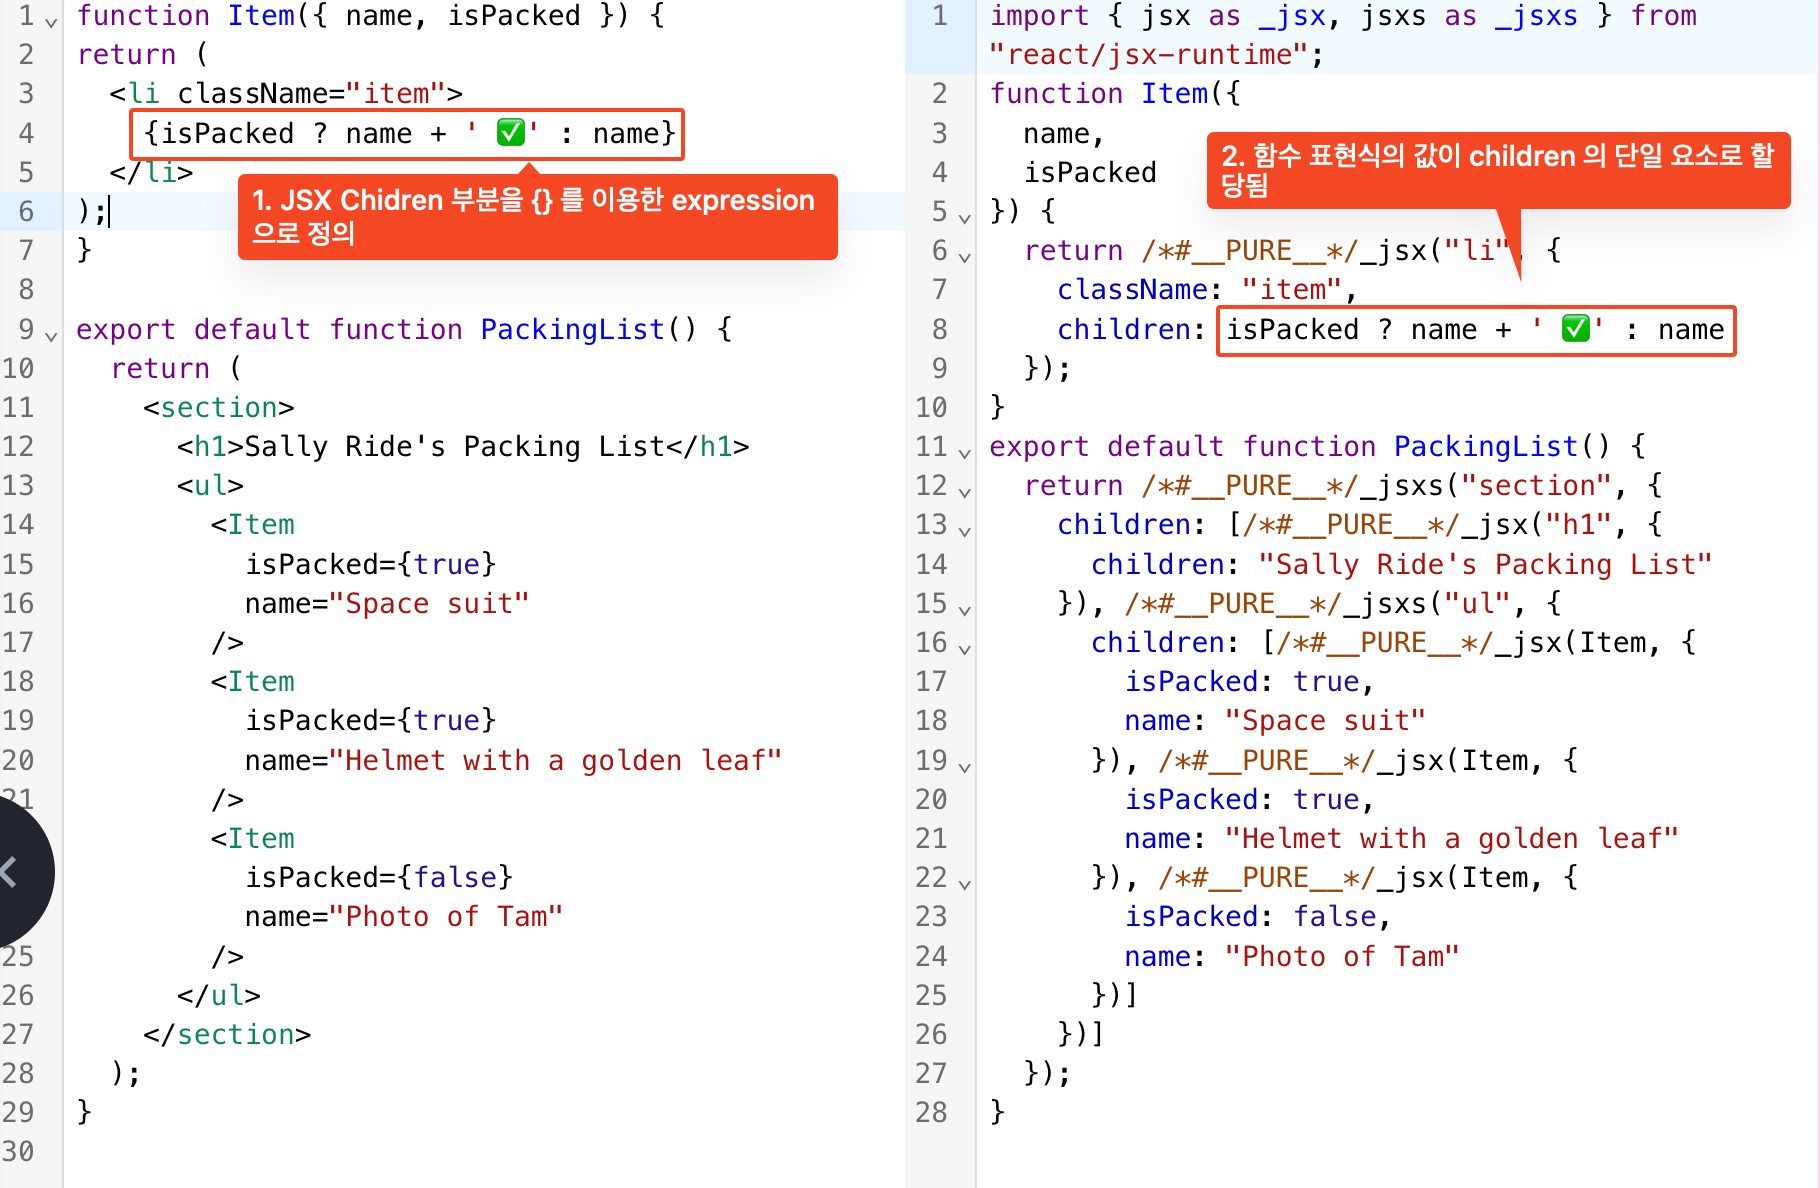 1 function Item({ name, isPacked }) {
2 return (
3   <li className="item">
4     {isPacked ? name + ' ✅' : name}
5   </li>
6 );
7 }
8
9 export default function PackingList() {
10   return (
11     <section>
12       <h1>Sally Ride's Packing List</h1>
13       <ul>
14         <Item
15           isPacked={true}
16           name="Space suit"
17         />
18         <Item
19           isPacked={true}
20           name="Helmet with a golden leaf"
21         />
        <Item
          isPacked={false}
          name="Photo of Tam"
25         />
26       </ul>
27     </section>
28   );
29 }
30
1. JSX Chidren 부분을 {} 를 이용한 expression
으로 정의
1 import { jsx as _jsx, jsxs as _jsxs } from
"react/jsx-runtime";
2 function Item({
3   name,
4   isPacked
5 }) {
6   return /*#__PURE__*/_jsx("li", {
7     className: "item",
8     children: isPacked ? name + ' ✅' : name
9   });
10 }
11 export default function PackingList() {
12   return /*#__PURE__*/_jsxs("section", {
13     children: [/*#__PURE__*/_jsx("h1", {
14       children: "Sally Ride's Packing List"
15     }), /*#__PURE__*/_jsxs("ul", {
16       children: [/*#__PURE__*/_jsx(Item, {
17         isPacked: true,
18         name: "Space suit"
19       }), /*#__PURE__*/_jsx(Item, {
20         isPacked: true,
21         name: "Helmet with a golden leaf"
22       }), /*#__PURE__*/_jsx(Item, {
23         isPacked: false,
24         name: "Photo of Tam"
25       })]
26     })]
27   });
28 }
2. 함수 표현식의 값이 children 의 단일 요소로 할
당됨